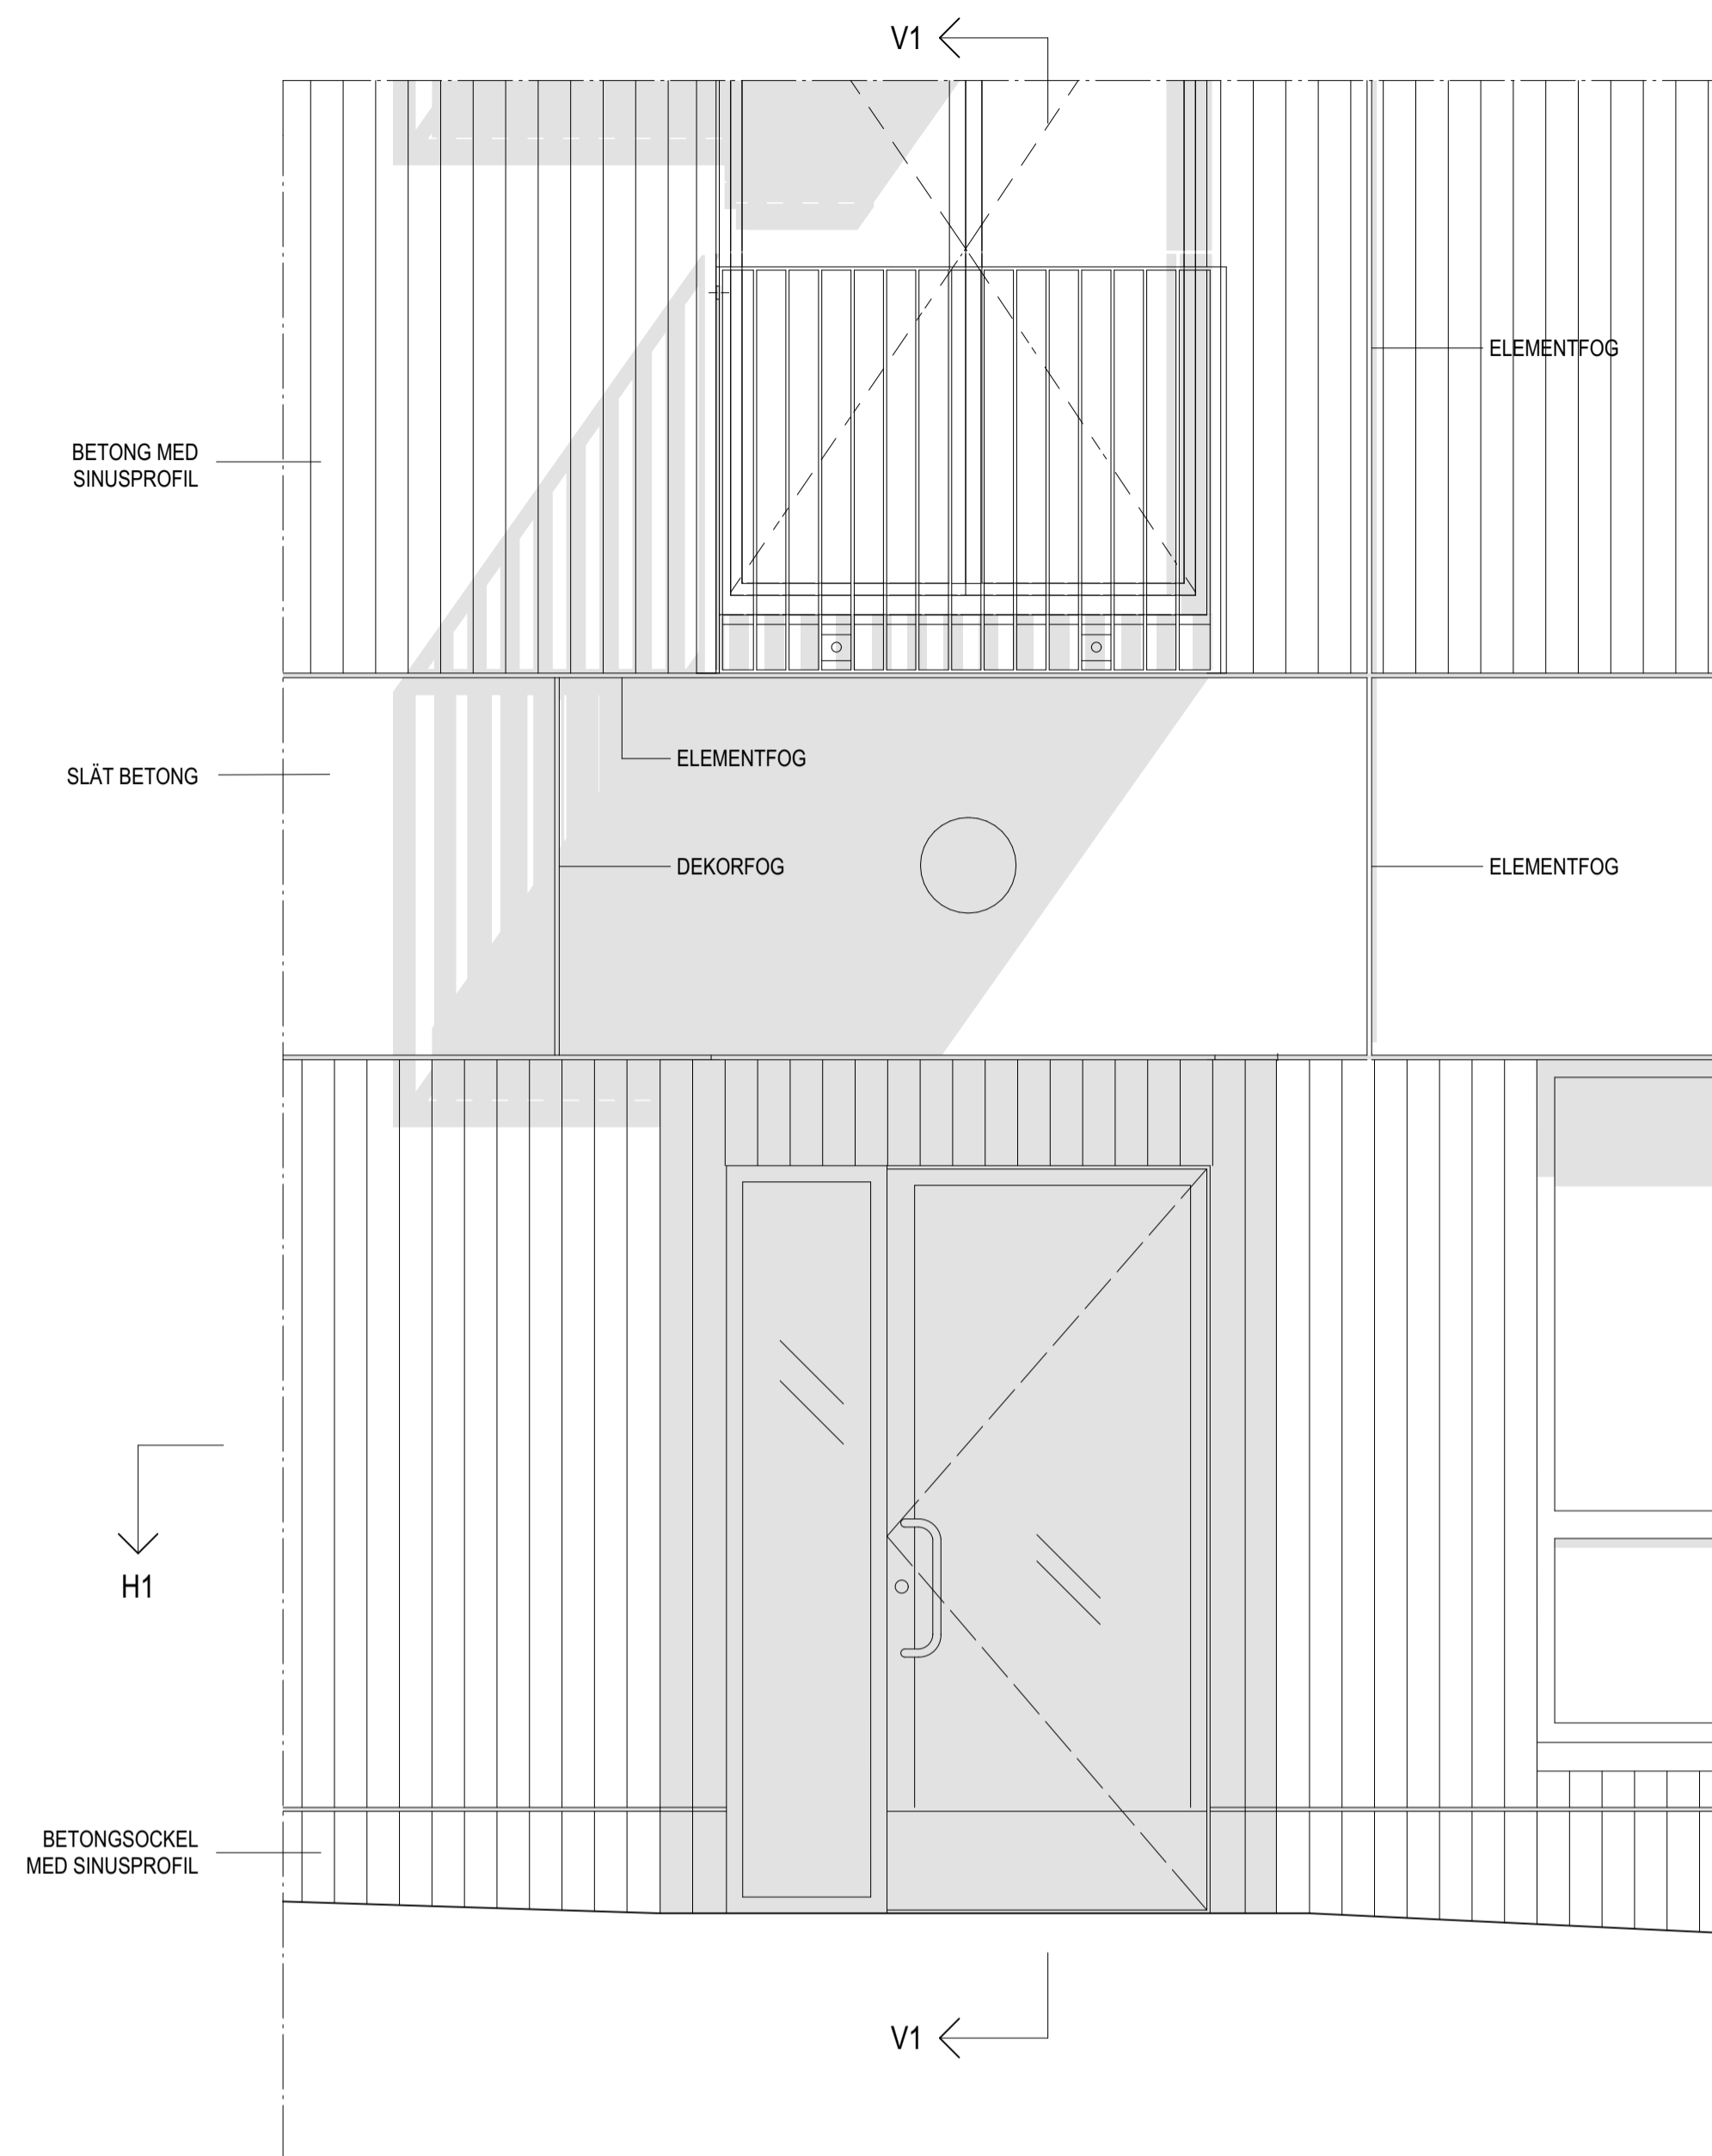 V1
ELEMENTFOG
BETONG MED
SINUSPROFIL
ELEMENTFOG
SLÄT BETONG
DEKORFOG
ELEMENTFOG
H1
BETONGSOCKEL
MED SINUSPROFIL
V1